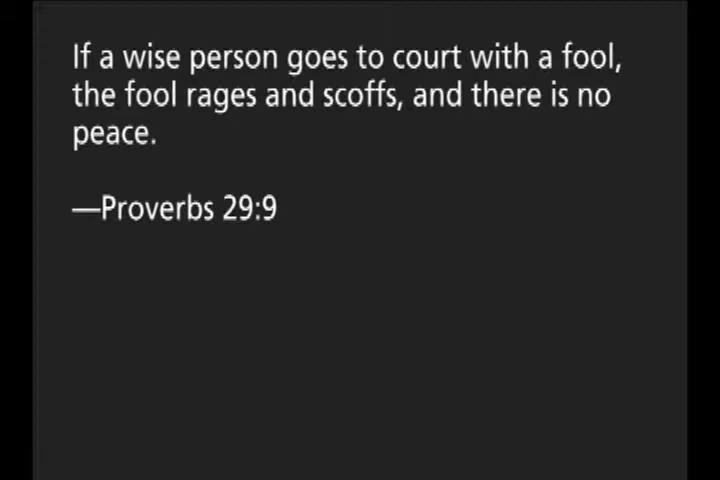 If a wise person goes to court with a fool,
the fool rages and scoffs, and there is no
peace.
—Proverbs 29:9